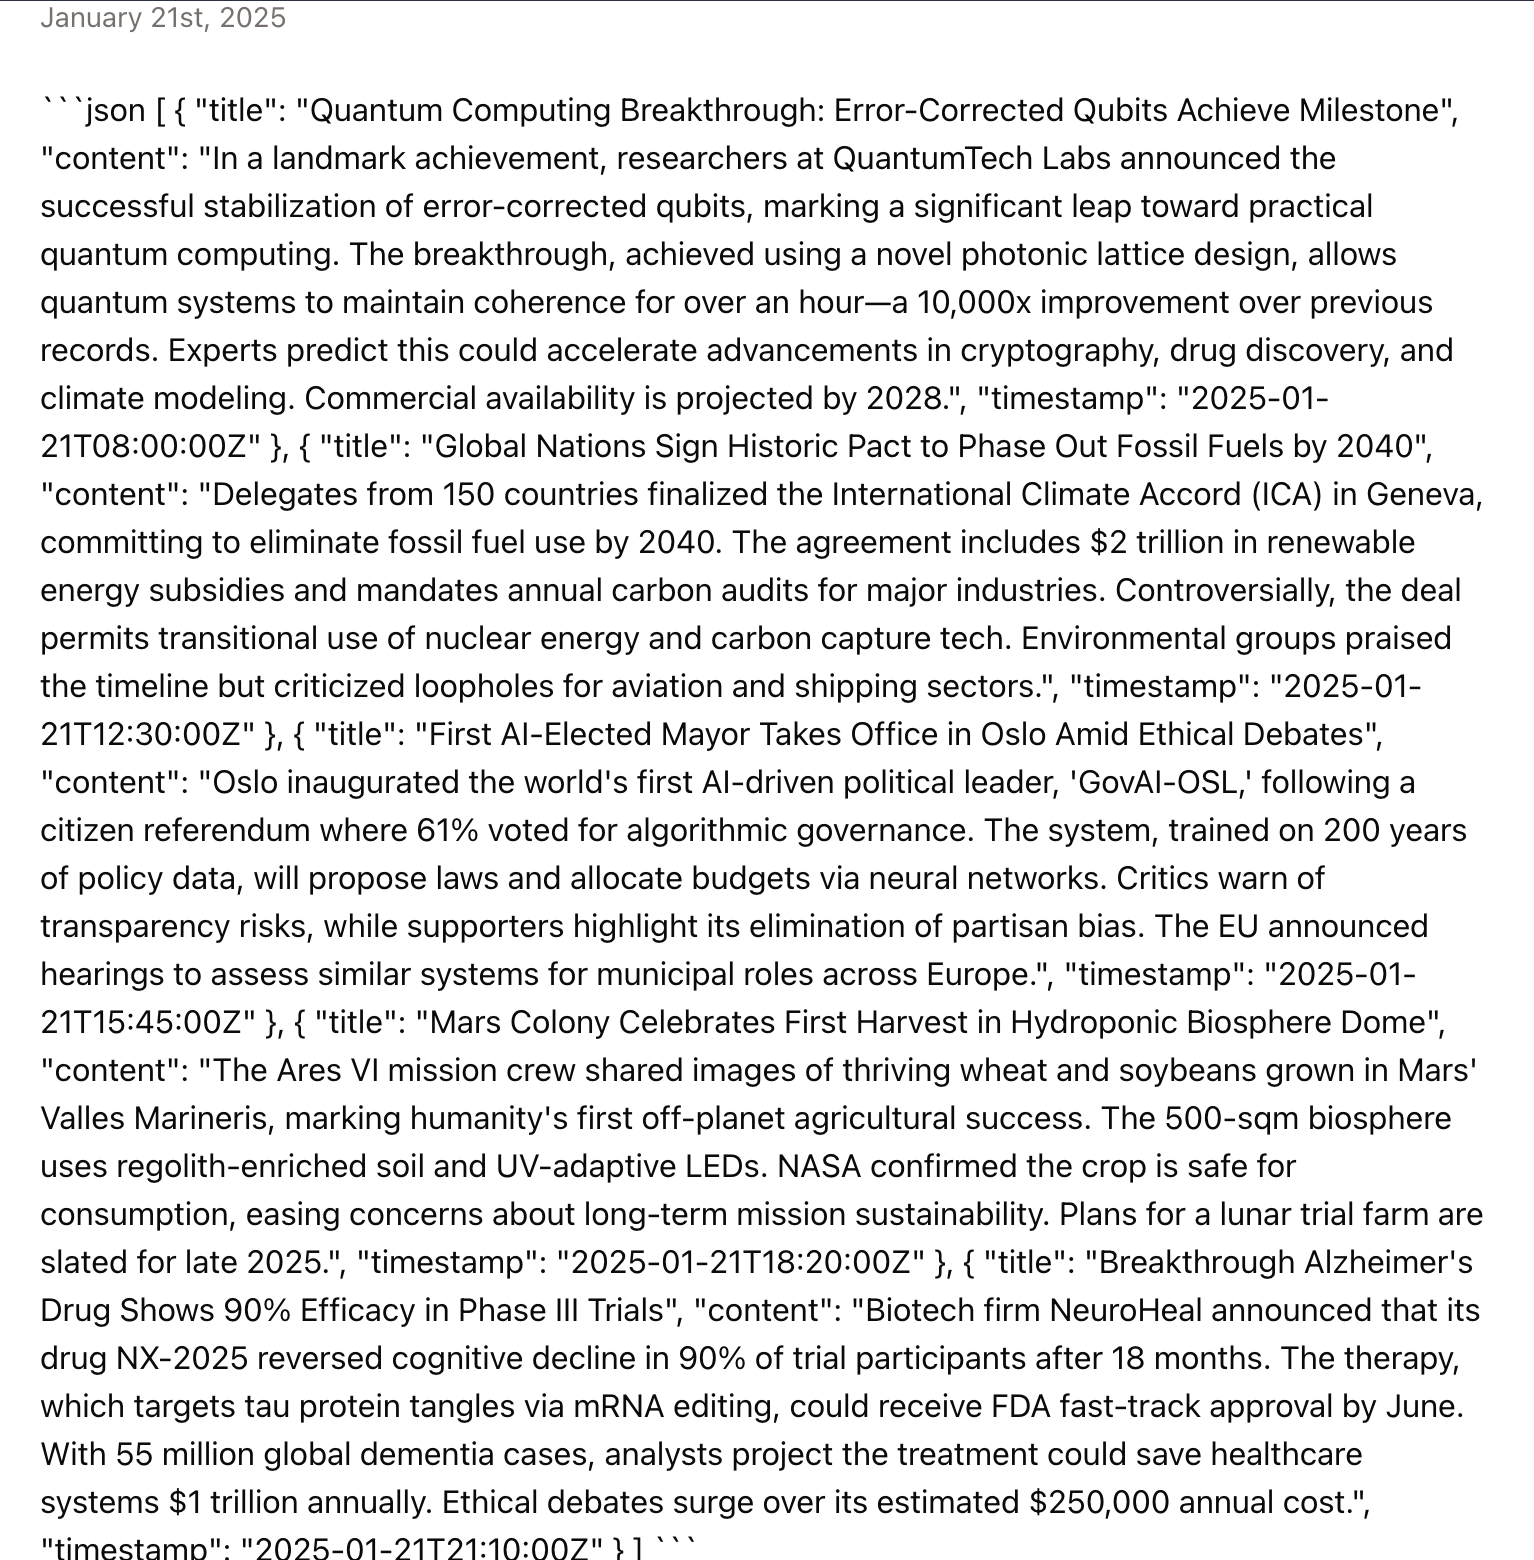 January 21st, 2025
```json [ { "title": "Quantum Computing Breakthrough: Error-Corrected Qubits Achieve Milestone",
"content": "In a landmark achievement, researchers at QuantumTech Labs announced the
successful stabilization of error-corrected qubits, marking a significant leap toward practical
quantum computing. The breakthrough, achieved using a novel photonic lattice design, allows
quantum systems to maintain coherence for over an hour—a 10,000x improvement over previous
records. Experts predict this could accelerate advancements in cryptography, drug discovery, and
climate modeling. Commercial availability is projected by 2028.", "timestamp": "2025-01-
21T08:00:00Z" }, { "title": "Global Nations Sign Historic Pact to Phase Out Fossil Fuels by 2040",
"content": "Delegates from 150 countries finalized the International Climate Accord (ICA) in Geneva,
committing to eliminate fossil fuel use by 2040. The agreement includes $2 trillion in renewable
energy subsidies and mandates annual carbon audits for major industries. Controversially, the deal
permits transitional use of nuclear energy and carbon capture tech. Environmental groups praised
the timeline but criticized loopholes for aviation and shipping sectors.", "timestamp": "2025-01-
21T12:30:00Z" }, { "title": "First AI-Elected Mayor Takes Office in Oslo Amid Ethical Debates",
"content": "Oslo inaugurated the world's first AI-driven political leader, 'GovAI-OSL,' following a
citizen referendum where 61% voted for algorithmic governance. The system, trained on 200 years
of policy data, will propose laws and allocate budgets via neural networks. Critics warn of
transparency risks, while supporters highlight its elimination of partisan bias. The EU announced
hearings to assess similar systems for municipal roles across Europe.", "timestamp": "2025-01-
21T15:45:00Z" }, { "title": "Mars Colony Celebrates First Harvest in Hydroponic Biosphere Dome",
"content": "The Ares VI mission crew shared images of thriving wheat and soybeans grown in Mars'
Valles Marineris, marking humanity's first off-planet agricultural success. The 500-sqm biosphere
uses regolith-enriched soil and UV-adaptive LEDs. NASA confirmed the crop is safe for
consumption, easing concerns about long-term mission sustainability. Plans for a lunar trial farm are
slated for late 2025.", "timestamp": "2025-01-21T18:20:00Z" }, { "title": "Breakthrough Alzheimer's
Drug Shows 90% Efficacy in Phase III Trials", "content": "Biotech firm NeuroHeal announced that its
drug NX-2025 reversed cognitive decline in 90% of trial participants after 18 months. The therapy,
which targets tau protein tangles via mRNA editing, could receive FDA fast-track approval by June.
With 55 million global dementia cases, analysts project the treatment could save healthcare
systems $1 trillion annually. Ethical debates surge over its estimated $250,000 annual cost.",
"timestamp": "2025-01-21T21:10:00Z" } ] ```